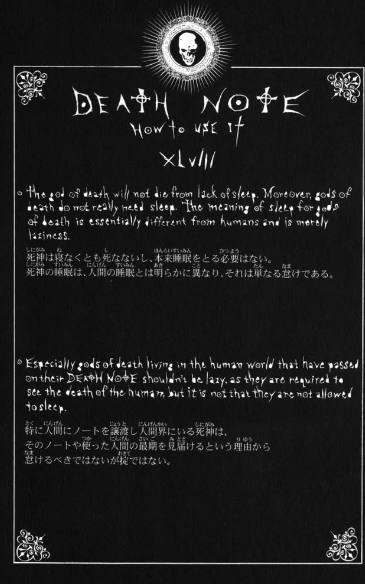 DEATH NOTE
HOW to USE IT
XLVIII
The god of death will not die from lack of sleep. Moreover, gods of
death do not really need sleep. The meaning of sleep for gods
of death is essentially different from humans and is merely
laziness.
死神は寝なくとも死なないし、本来睡眠をとる必要はない。
死神の睡眠は、人間の睡眠とは明らかに異なり、それは単なる怠けである。
Especially gods of death living in the human world that have passed
on their DEATH NOTE shouldn't be lazy, as they are required to
see the death of the human, but it is not that they are not allowed
to sleep.
特に人間にノートを譲渡し人間界にいる死神は、
そのノートや使った人間の最期を見届けるという理由から
怠けるべきではないが掟ではない。